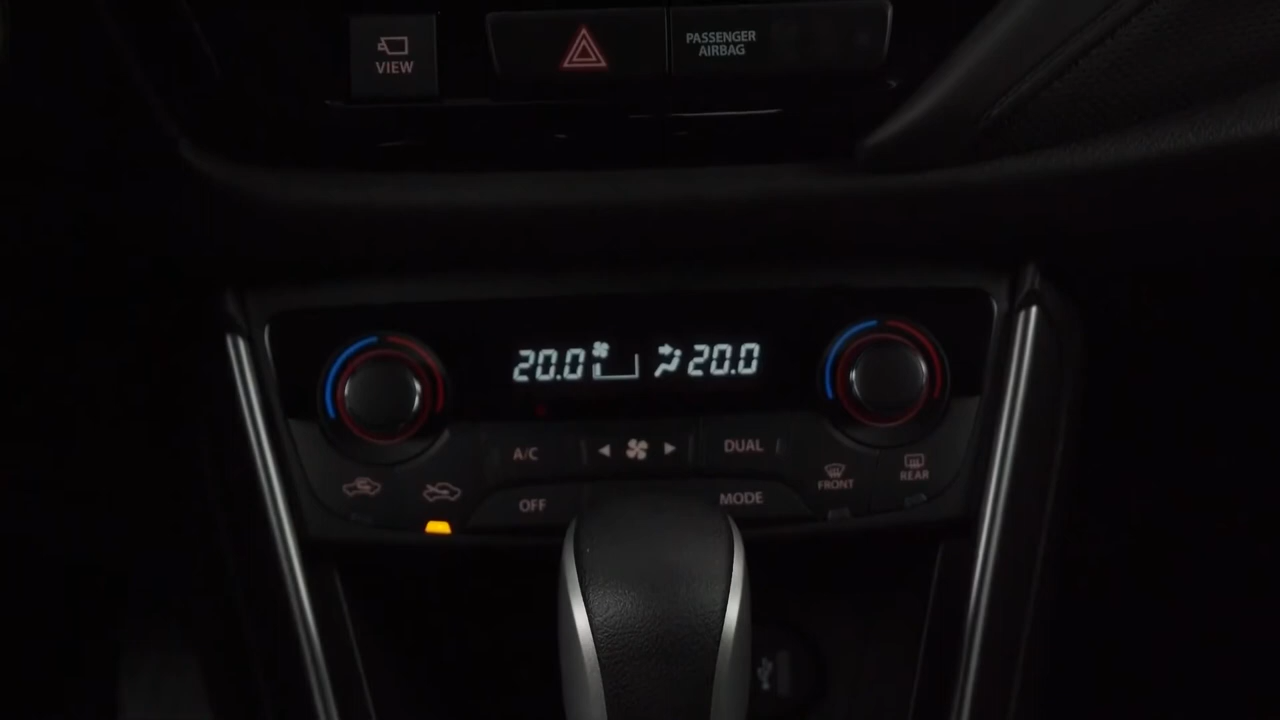 VIEW
PASSENGER
AIRBAG
20.0 20.0
A/C
DUAL
FRONT
REAR
OFF
MODE